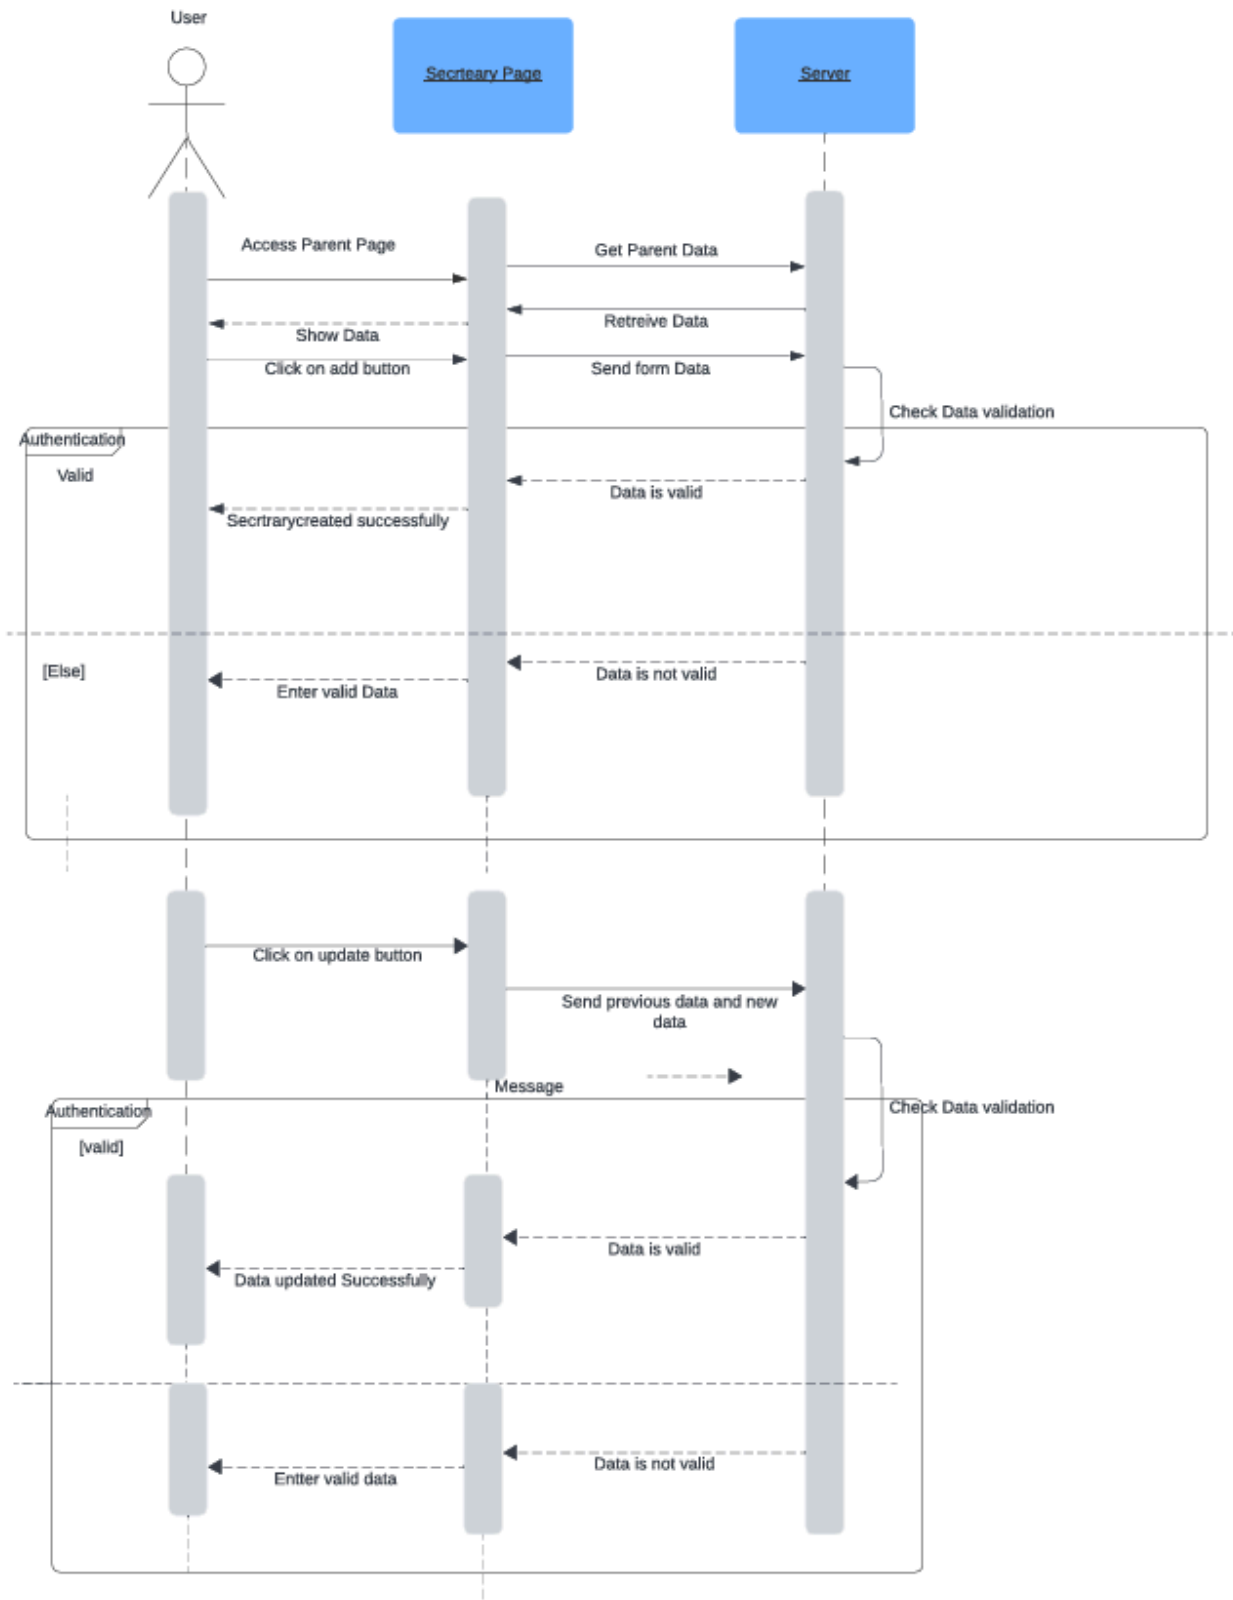 User
Secrteary Page
Server
Access Parent Page
Get Parent Data
Retreive Data
Show Data
Click on add button
Send form Data
Check Data validation
Authentication
Valid
Data is valid
Secrtrarycreated successfully
[Else]
Data is not valid
Enter valid Data
Click on update button
Send previous data and new
data
Message
Authentication
Check Data validation
[valid]
Data is valid
Data updated Successfully
Data is not valid
Entter valid data